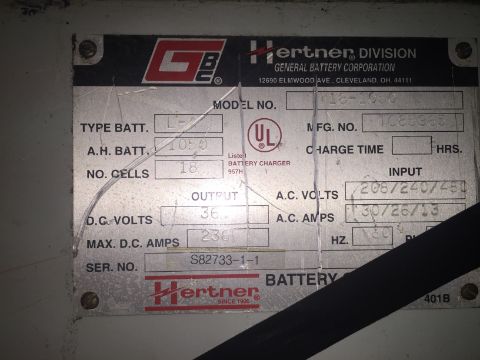 GBC® Hertner® DIVISION
GENERAL BATTERY CORPORATION
12690 ELMWOOD AVE., CLEVELAND, OH. 44111
MODEL NO.
TYPE BATT. UL MFG. NO.
A.H. BATT. 1050 Listed CHARGE TIME HRS.
NO. CELLS 18 BATTERY CHARGER INPUT
957H
OUTPUT A.C. VOLTS 208/240/480
D.C. VOLTS 36 A.C. AMPS 30/26/13
MAX. D.C. AMPS HZ.
SER. NO. S82733-1-1
Hertner BATTERY
SINCE 1906 401B